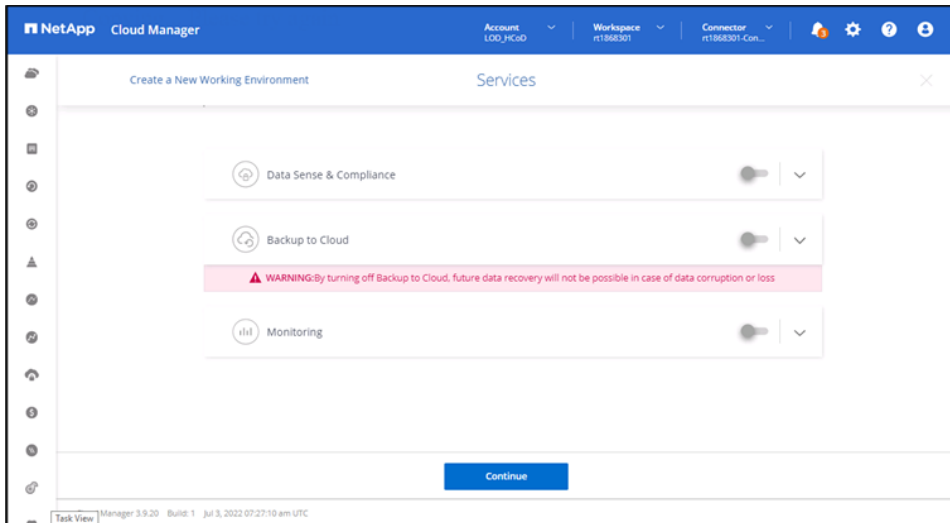 NetApp Cloud Manager
Account
LOD_HCoD
Workspace
rt1868301
Connector
rt1868301-Con...
Create a New Working Environment
Services
Data Sense & Compliance
Backup to Cloud
WARNING:By turning off Backup to Cloud, future data recovery will not be possible in case of data corruption or loss
Monitoring
Continue
Manager 3.9.20 Build: 1 Jul 3, 2022 07:27:10 am UTC
Task View